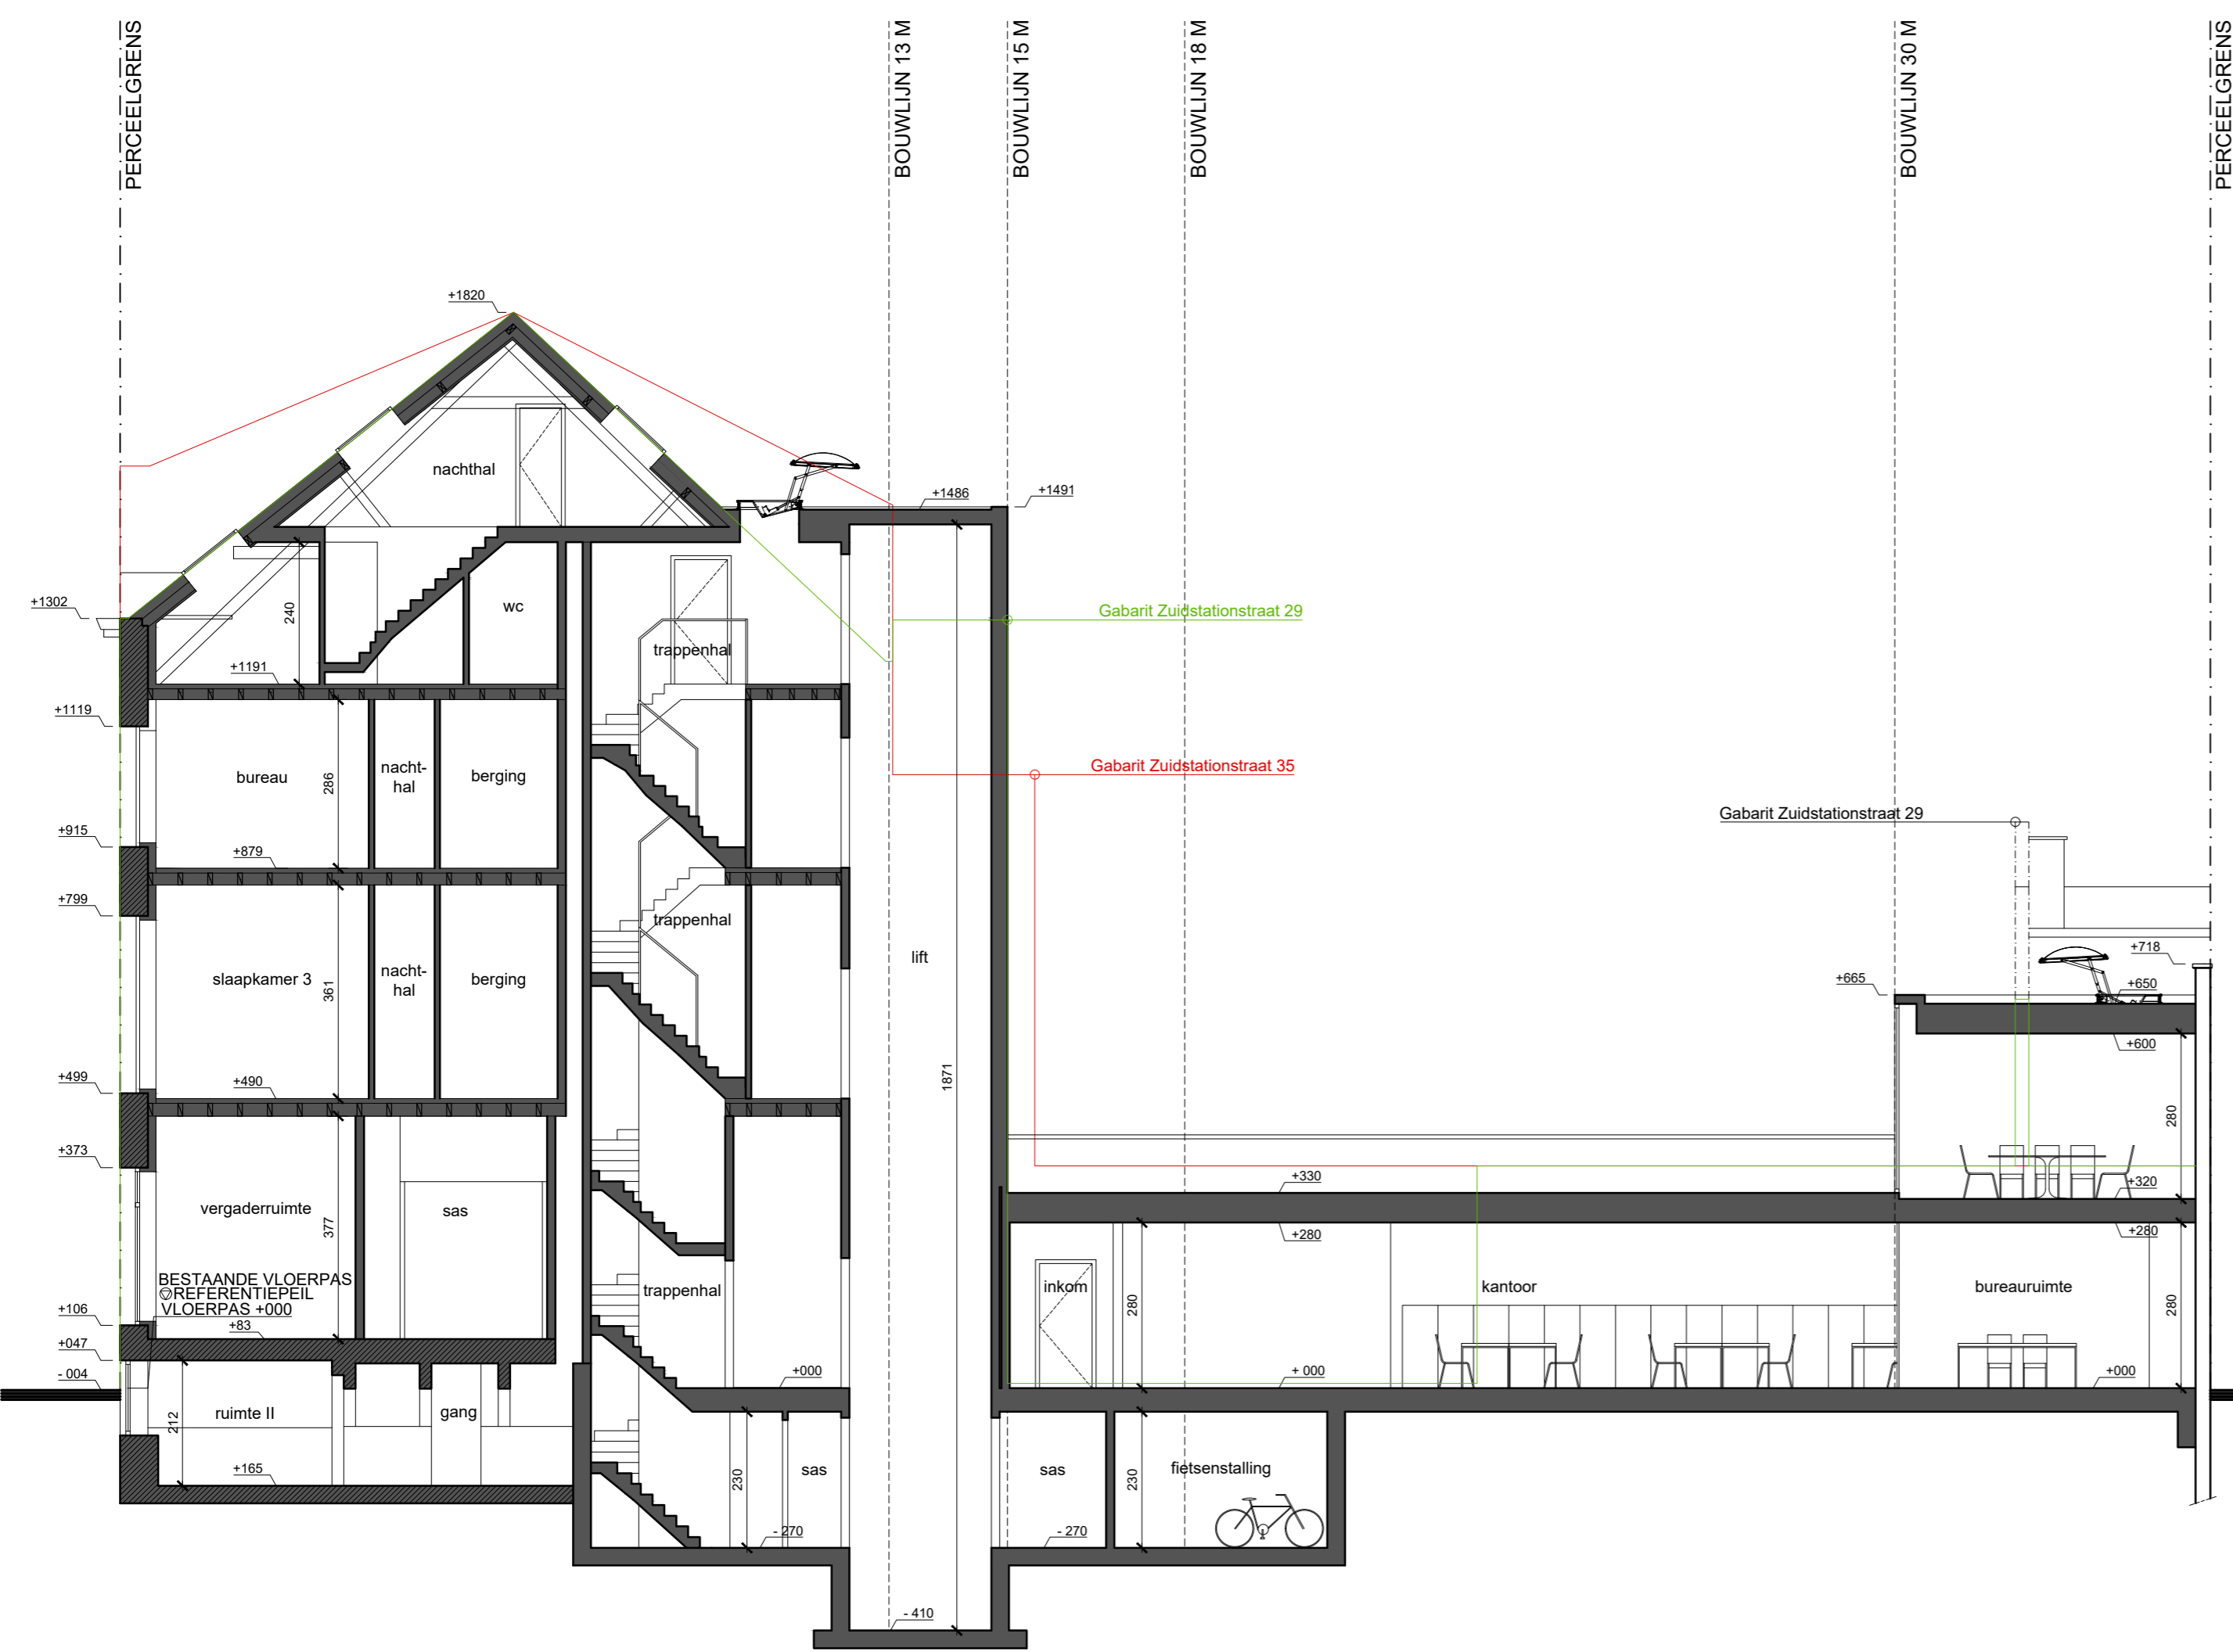 PERCEELGRENS
BOUWLIJN 13 M
BOUWLIJN 15 M
BOUWLIJN 18 M
BOUWLIJN 30 M
PERCEELGRENS
+1820
nachthal
+1486
+1491
+1302
240
wc
Gabarit Zuidstationstraat 29
trappenhal
+1191
+1119
bureau
286
nacht-
hal
berging
Gabarit Zuidstationstraat 35
Gabarit Zuidstationstraat 29
+915
+879
+799
trappenhal
slaapkamer 3
361
nacht-
hal
berging
lift
+718
+665
+650
+600
+499
+490
1871
280
+373
+330
+320
vergaderruimte
377
sas
+280
+280
BESTAANDE VLOERPAS
REFERENTIEPEIL
VLOERPAS +000
trappenhal
inkom
280
kantoor
bureauruimte
280
+106
+83
+047
- 004
+000
+ 000
+000
212
ruimte II
gang
+165
230
sas
sas
230
fietsenstalling
- 270
- 270
- 410